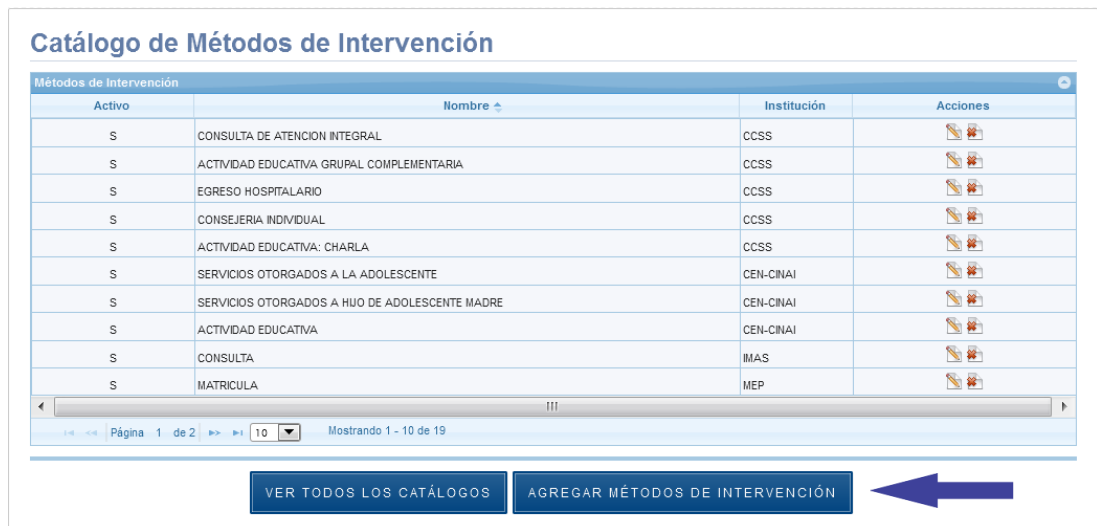 Catálogo de Métodos de Intervención
Métodos de Intervención
Activo Nombre Institución Acciones
S CONSULTA DE ATENCION INTEGRAL CCSS
S ACTIVIDAD EDUCATIVA GRUPAL COMPLEMENTARIA CCSS
S EGRESO HOSPITALARIO CCSS
S CONSEJERIA INDIVIDUAL CCSS
S ACTIVIDAD EDUCATIVA: CHARLA CCSS
S SERVICIOS OTORGADOS A LA ADOLESCENTE CEN-CINAI
S SERVICIOS OTORGADOS A HIJO DE ADOLESCENTE MADRE CEN-CINAI
S ACTIVIDAD EDUCATIVA CEN-CINAI
S CONSULTA IMAS
S MATRICULA MEP
Página 1 de 2 10 Mostrando 1 - 10 de 19
VER TODOS LOS CATÁLOGOS AGREGAR MÉTODOS DE INTERVENCIÓN